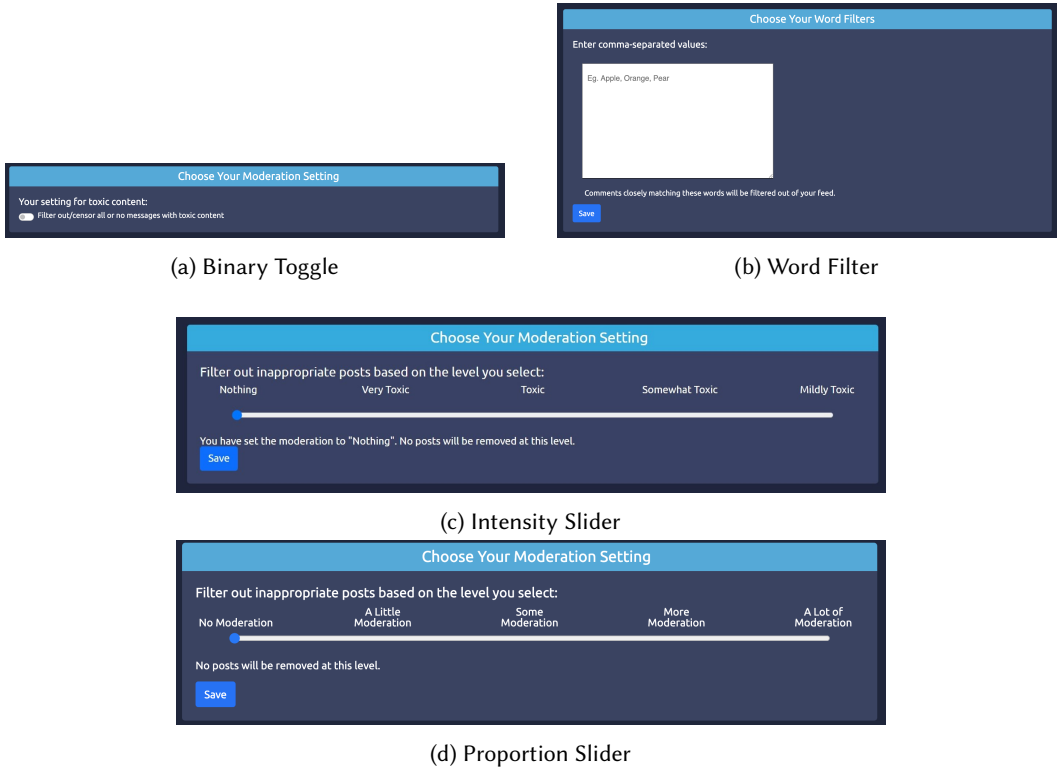 Choose Your Moderation Setting
Your setting for toxic content:
Filter out/censor all or no messages with toxic content
(a) Binary Toggle
Choose Your Word Filters
Enter comma-separated values:
Eg. Apple, Orange, Pear
Comments closely matching these words will be filtered out of your feed.
Save
(b) Word Filter
Choose Your Moderation Setting
Filter out inappropriate posts based on the level you select:
Nothing Very Toxic Toxic Somewhat Toxic Mildly Toxic
You have set the moderation to "Nothing". No posts will be removed at this level.
Save
(c) Intensity Slider
Choose Your Moderation Setting
Filter out inappropriate posts based on the level you select:
No Moderation A Little Moderation Some Moderation More Moderation A Lot of Moderation
No posts will be removed at this level.
Save
(d) Proportion Slider